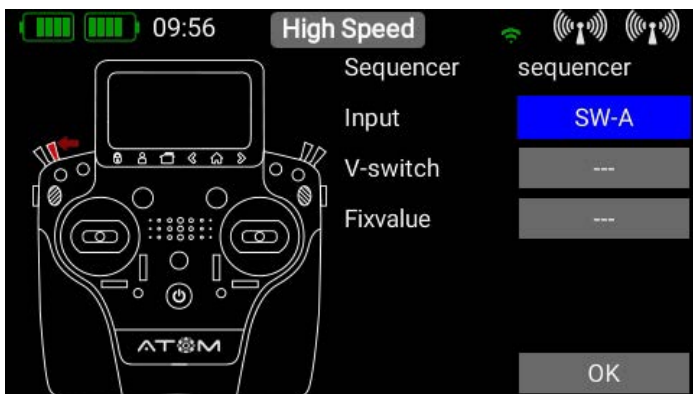 09:56 High Speed
Sequencer sequencer
Input SW-A
V-switch ---
Fixvalue ---
ATOM
OK